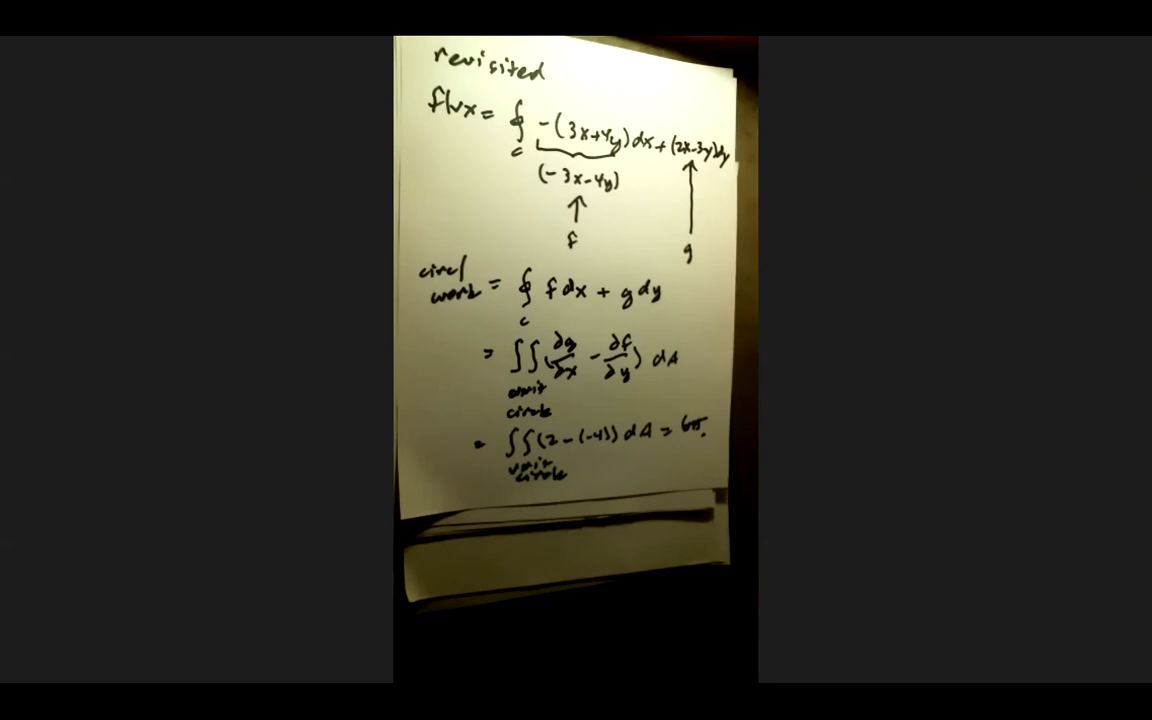 revisited
flux = ∮ -(3x+4y)dx + (2x-3y)dy
c
(-3x-4y)
↑
f
g
circ/
work = ∮ f dx + g dy
c
= ∬ (∂g/∂x - ∂f/∂y) dA
unit
circle
= ∬ (2-(-4)) dA = 6π.
unit
circle